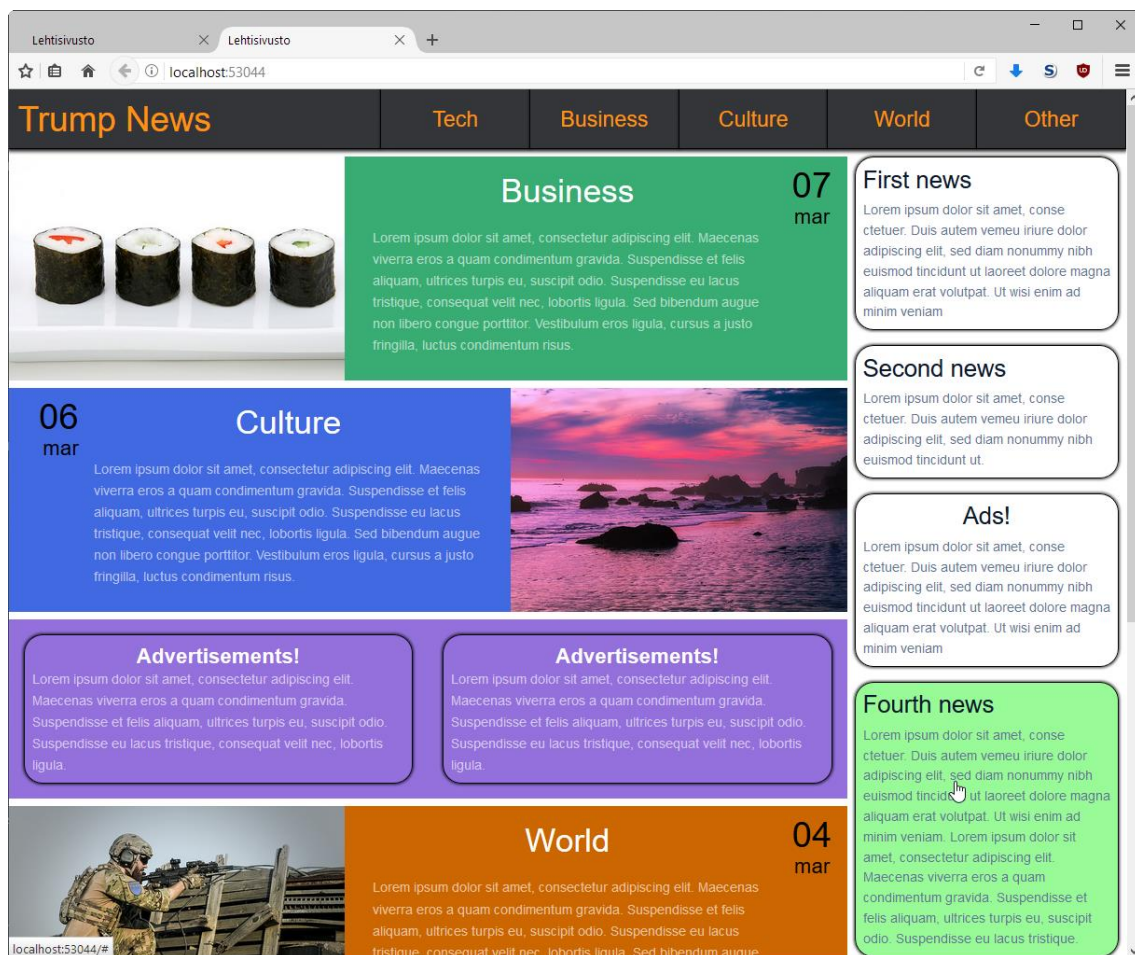 Lehtisivusto
Lehtisivusto
localhost:53044
Trump News
Tech
Business
Culture
World
Other
Business
07
mar
Lorem ipsum dolor sit amet, consectetur adipiscing elit. Maecenas
viverra eros a quam condimentum gravida. Suspendisse et felis
aliquam, ultrices turpis eu, suscipit odio. Suspendisse eu lacus
tristique, consequat velit nec, lobortis ligula. Sed bibendum augue
non libero congue porttitor. Vestibulum eros ligula, cursus a justo
fringilla, luctus condimentum risus.
06
mar
Culture
Lorem ipsum dolor sit amet, consectetur adipiscing elit. Maecenas
viverra eros a quam condimentum gravida. Suspendisse et felis
aliquam, ultrices turpis eu, suscipit odio. Suspendisse eu lacus
tristique, consequat velit nec, lobortis ligula. Sed bibendum augue
non libero congue porttitor. Vestibulum eros ligula, cursus a justo
fringilla, luctus condimentum risus.
Advertisements!
Lorem ipsum dolor sit amet, consectetur adipiscing elit.
Maecenas viverra eros a quam condimentum gravida.
Suspendisse et felis aliquam, ultrices turpis eu, suscipit odio.
Suspendisse eu lacus tristique, consequat velit nec, lobortis
ligula.
Advertisements!
Lorem ipsum dolor sit amet, consectetur adipiscing elit.
Maecenas viverra eros a quam condimentum gravida.
Suspendisse et felis aliquam, ultrices turpis eu, suscipit odio.
Suspendisse eu lacus tristique, consequat velit nec, lobortis
ligula.
World
04
mar
Lorem ipsum dolor sit amet, consectetur adipiscing elit. Maecenas
viverra eros a quam condimentum gravida. Suspendisse et felis
aliquam, ultrices turpis eu, suscipit odio. Suspendisse eu lacus
tristique, consequat velit nec, lobortis ligula. Sed bibendum augue
First news
Lorem ipsum dolor sit amet, conse
ctetuer. Duis autem vemeu iriure dolor
adipiscing elit, sed diam nonummy nibh
euismod tincidunt ut laoreet dolore magna
aliquam erat volutpat. Ut wisi enim ad
minim veniam
Second news
Lorem ipsum dolor sit amet, conse
ctetuer. Duis autem vemeu iriure dolor
adipiscing elit, sed diam nonummy nibh
euismod tincidunt ut.
Ads!
Lorem ipsum dolor sit amet, conse
ctetuer. Duis autem vemeu iriure dolor
adipiscing elit, sed diam nonummy nibh
euismod tincidunt ut laoreet dolore magna
aliquam erat volutpat. Ut wisi enim ad
minim veniam
Fourth news
Lorem ipsum dolor sit amet, conse
ctetuer. Duis autem vemeu iriure dolor
adipiscing elit, sed diam nonummy nibh
euismod ut laoreet dolore magna
aliquam erat volutpat. Ut wisi enim ad
minim veniam. Lorem ipsum dolor sit
amet, consectetur adipiscing elit.
Maecenas viverra eros a quam
condimentum gravida. Suspendisse et
felis aliquam, ultrices turpis eu, suscipit
odio. Suspendisse eu lacus tristique.
localhost:53044/#